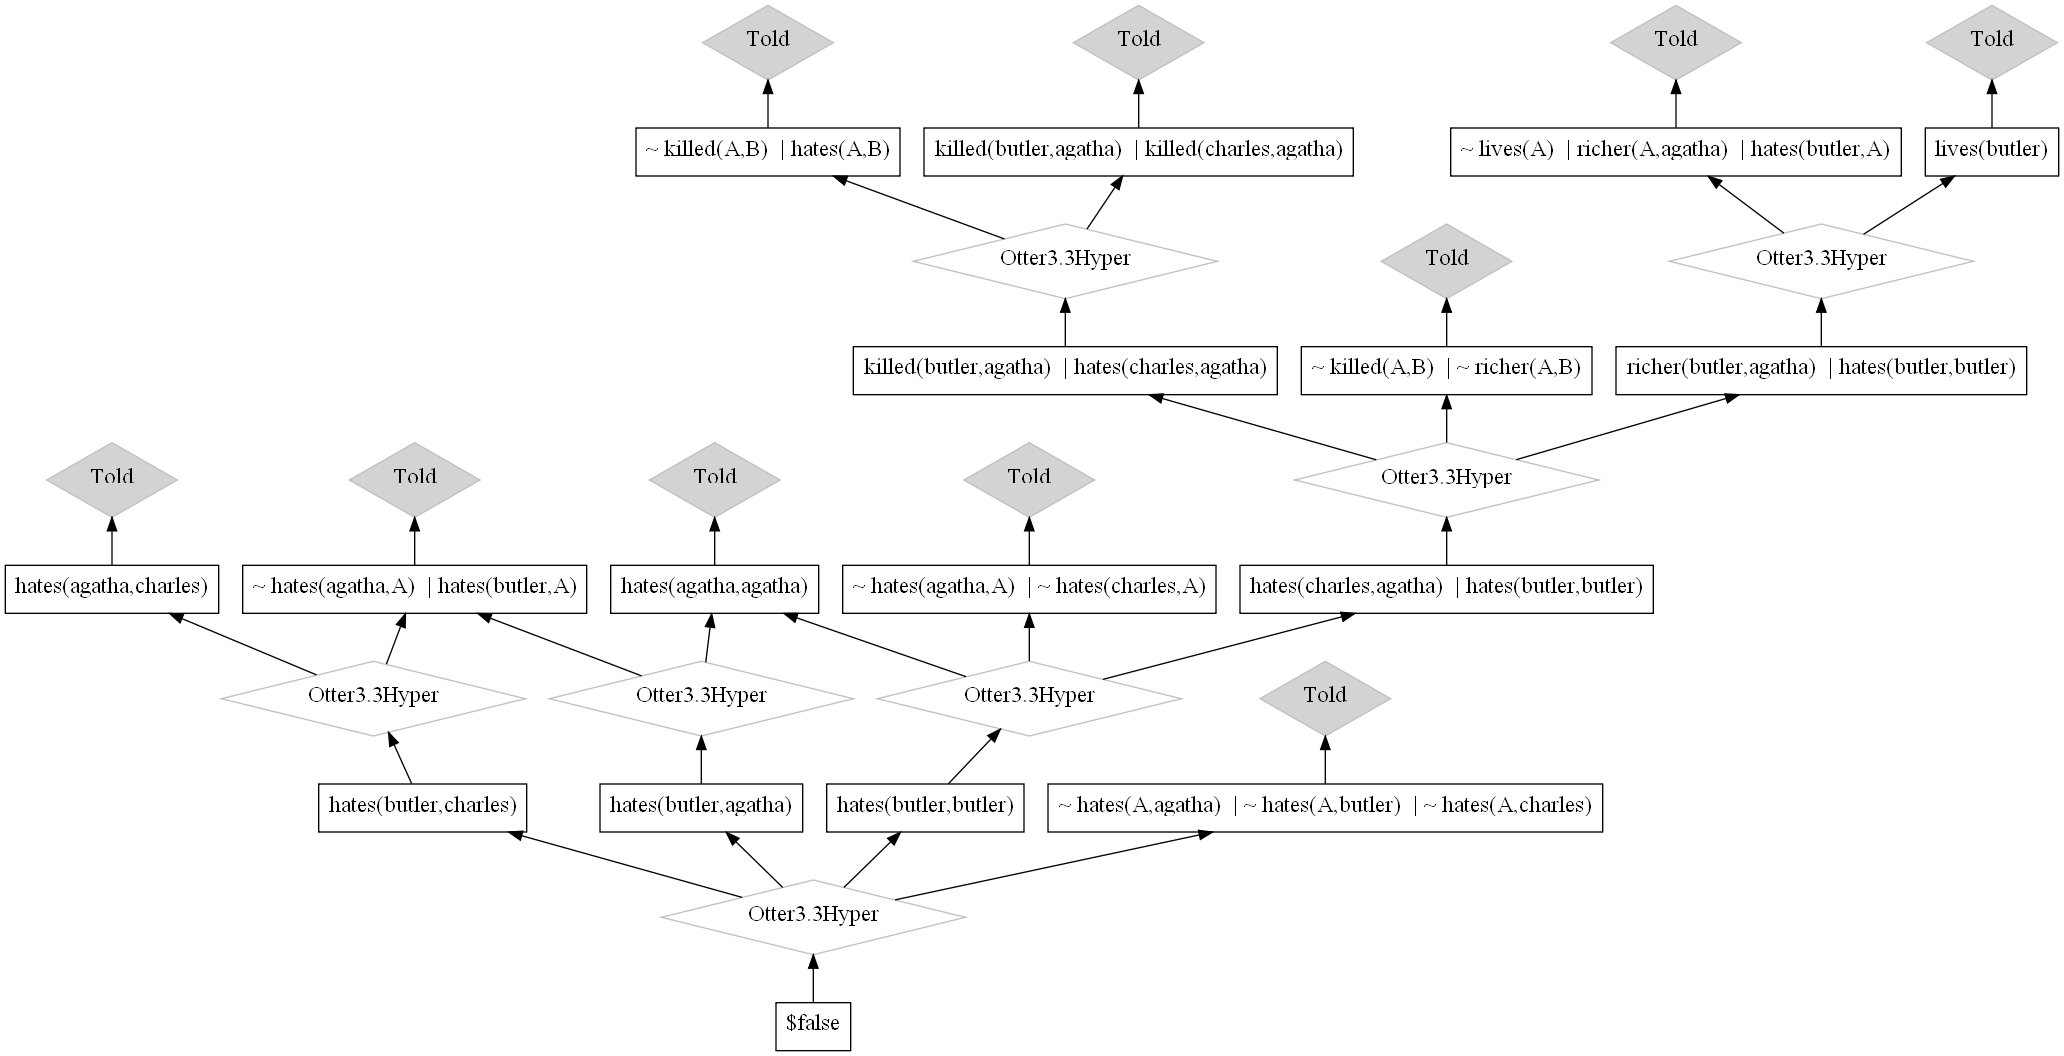 Told
Told
Told
Told
~ killed(A,B) | hates(A,B)
killed(butler,agatha) | killed(charles,agatha)
~ lives(A) | richer(A,agatha) | hates(butler,A)
lives(butler)
Otter3.3Hyper
Told
Otter3.3Hyper
killed(butler,agatha) | hates(charles,agatha)
~ killed(A,B) | ~ richer(A,B)
richer(butler,agatha) | hates(butler,butler)
Told
Told
Told
Told
Otter3.3Hyper
hates(agatha,charles)
~ hates(agatha,A) | hates(butler,A)
hates(agatha,agatha)
~ hates(agatha,A) | ~ hates(charles,A)
hates(charles,agatha) | hates(butler,butler)
Otter3.3Hyper
Otter3.3Hyper
Otter3.3Hyper
Told
hates(butler,charles)
hates(butler,agatha)
hates(butler,butler)
~ hates(A,agatha) | ~ hates(A,butler) | ~ hates(A,charles)
Otter3.3Hyper
$false